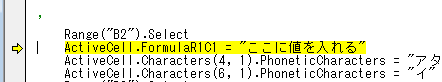 '
Range("B2").Select
ActiveCell.FormulaR1C1 = "ここに値を入れる"
ActiveCell.Characters(4, 1).PhoneticCharacters = "アタ
ActiveCell.Characters(6, 1).PhoneticCharacters = "イ"